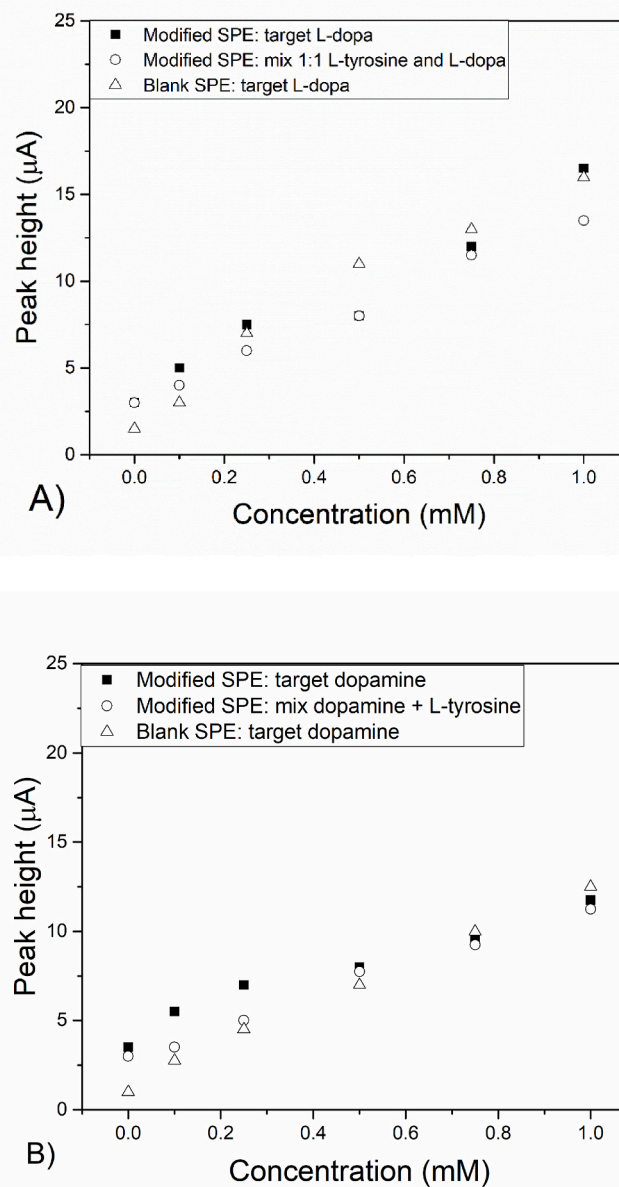 Modified SPE: target L-dopa
Modified SPE: mix 1:1 L-tyrosine and L-dopa
Blank SPE: target L-dopa
25
20
15
10
5
0
Peak height (μA)
0.0 0.2 0.4 0.6 0.8 1.0
A)
Concentration (mM)
Modified SPE: target dopamine
Modified SPE: mix dopamine + L-tyrosine
Blank SPE: target dopamine
25
20
15
10
5
0
Peak height (μA)
0.0 0.2 0.4 0.6 0.8 1.0
B)
Concentration (mM)